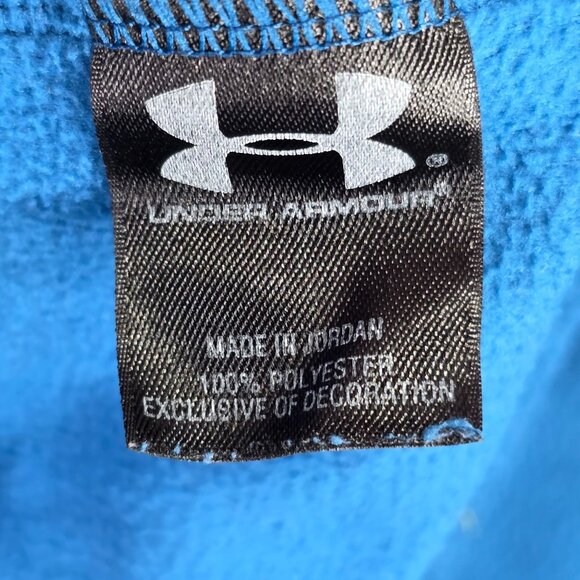 ®
UNDER ARMOUR®
MADE IN JORDAN
100% POLYESTER
EXCLUSIVE OF DECORATION